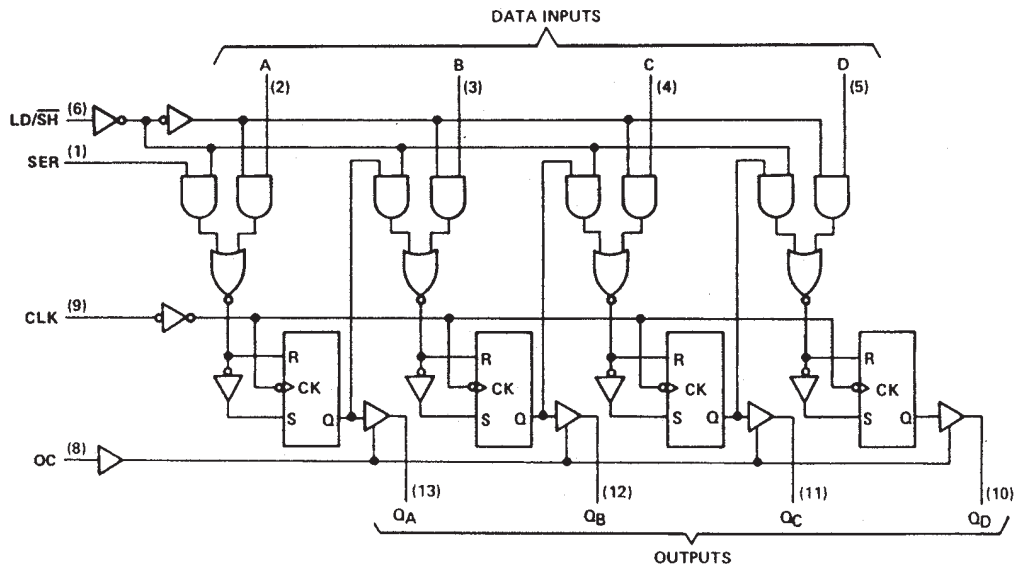 DATA INPUTS
A B C D
(2) (3) (4) (5)
LD/SH (6)
SER (1)
CLK (9)
R R R R
CK CK CK CK
S Q S Q S Q S Q
OC (8)
(13) (12) (11) (10)
QA QB QC QD
OUTPUTS